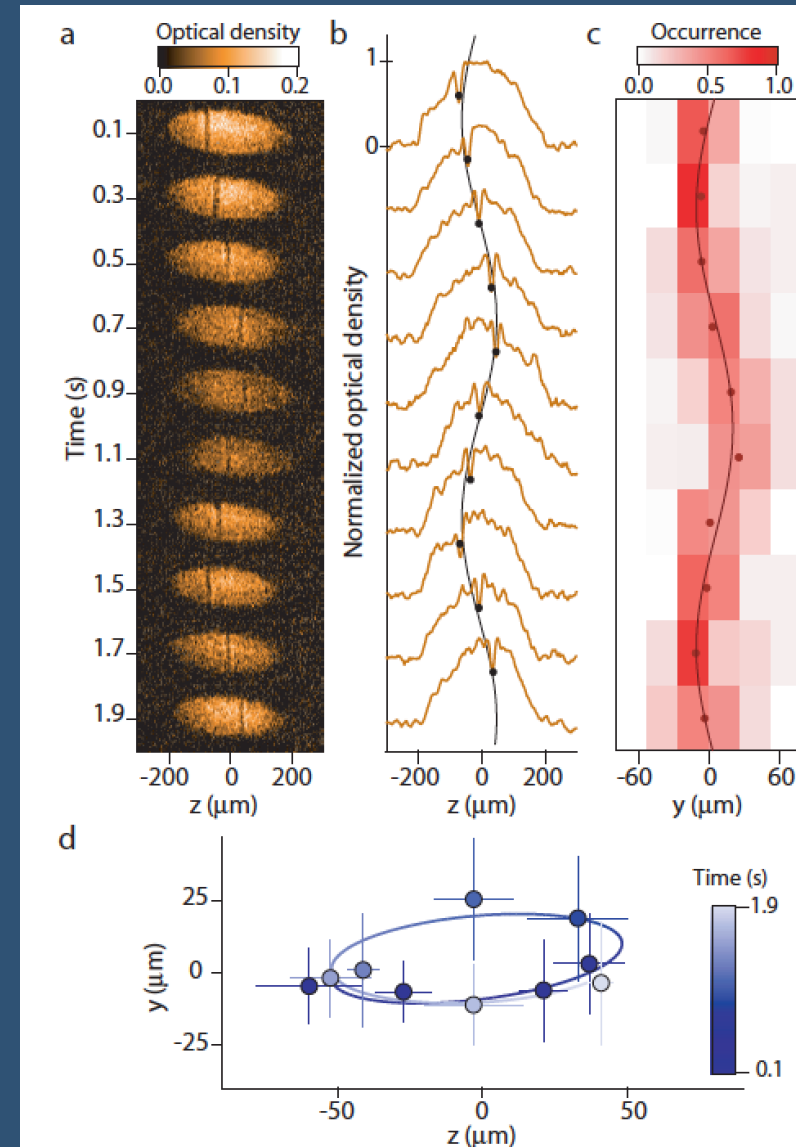 a
Optical density
0.0 0.1 0.2
0.1
0.3
0.5
0.7
0.9
1.1
1.3
1.5
1.7
1.9
Time (s)
-200 0 200
z (μm)
b
1
0
Normalized optical density
-200 0 200
z (μm)
c
Occurrence
0.0 0.5 1.0
-60 0 60
y (μm)
d
25
0
-25
y (μm)
-50 0 50
z (μm)
Time (s)
1.9
0.1